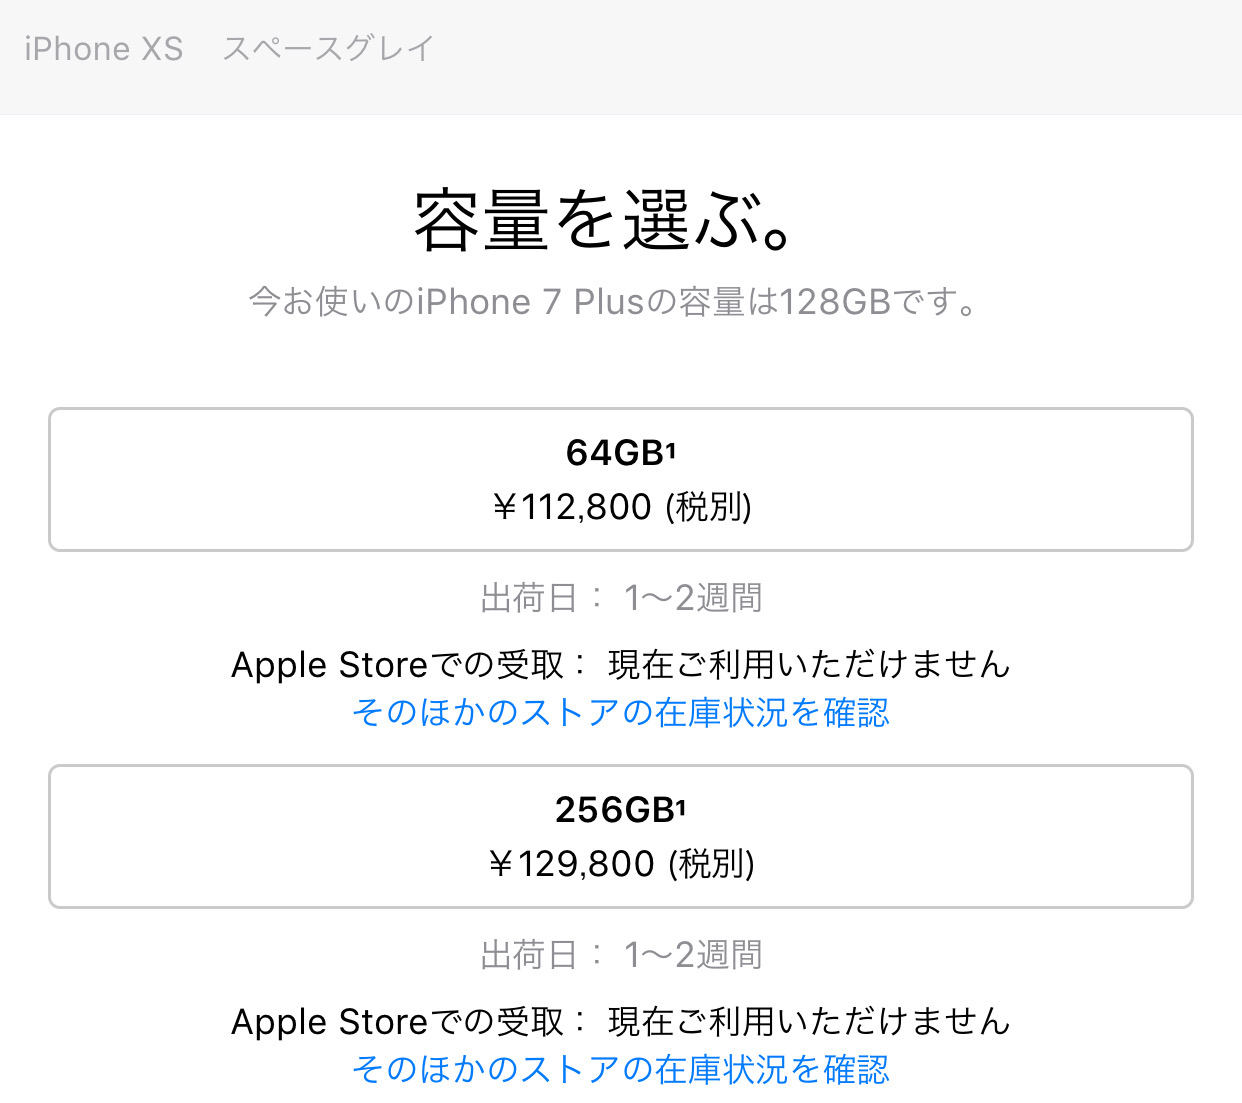 iPhone XS　スペースグレイ
容量を選ぶ。
今お使いのiPhone 7 Plusの容量は128GBです。
64GB¹
￥112,800 (税別)
出荷日： 1〜2週間
Apple Storeでの受取： 現在ご利用いただけません
そのほかのストアの在庫状況を確認
256GB¹
￥129,800 (税別)
出荷日： 1〜2週間
Apple Storeでの受取： 現在ご利用いただけません
そのほかのストアの在庫状況を確認